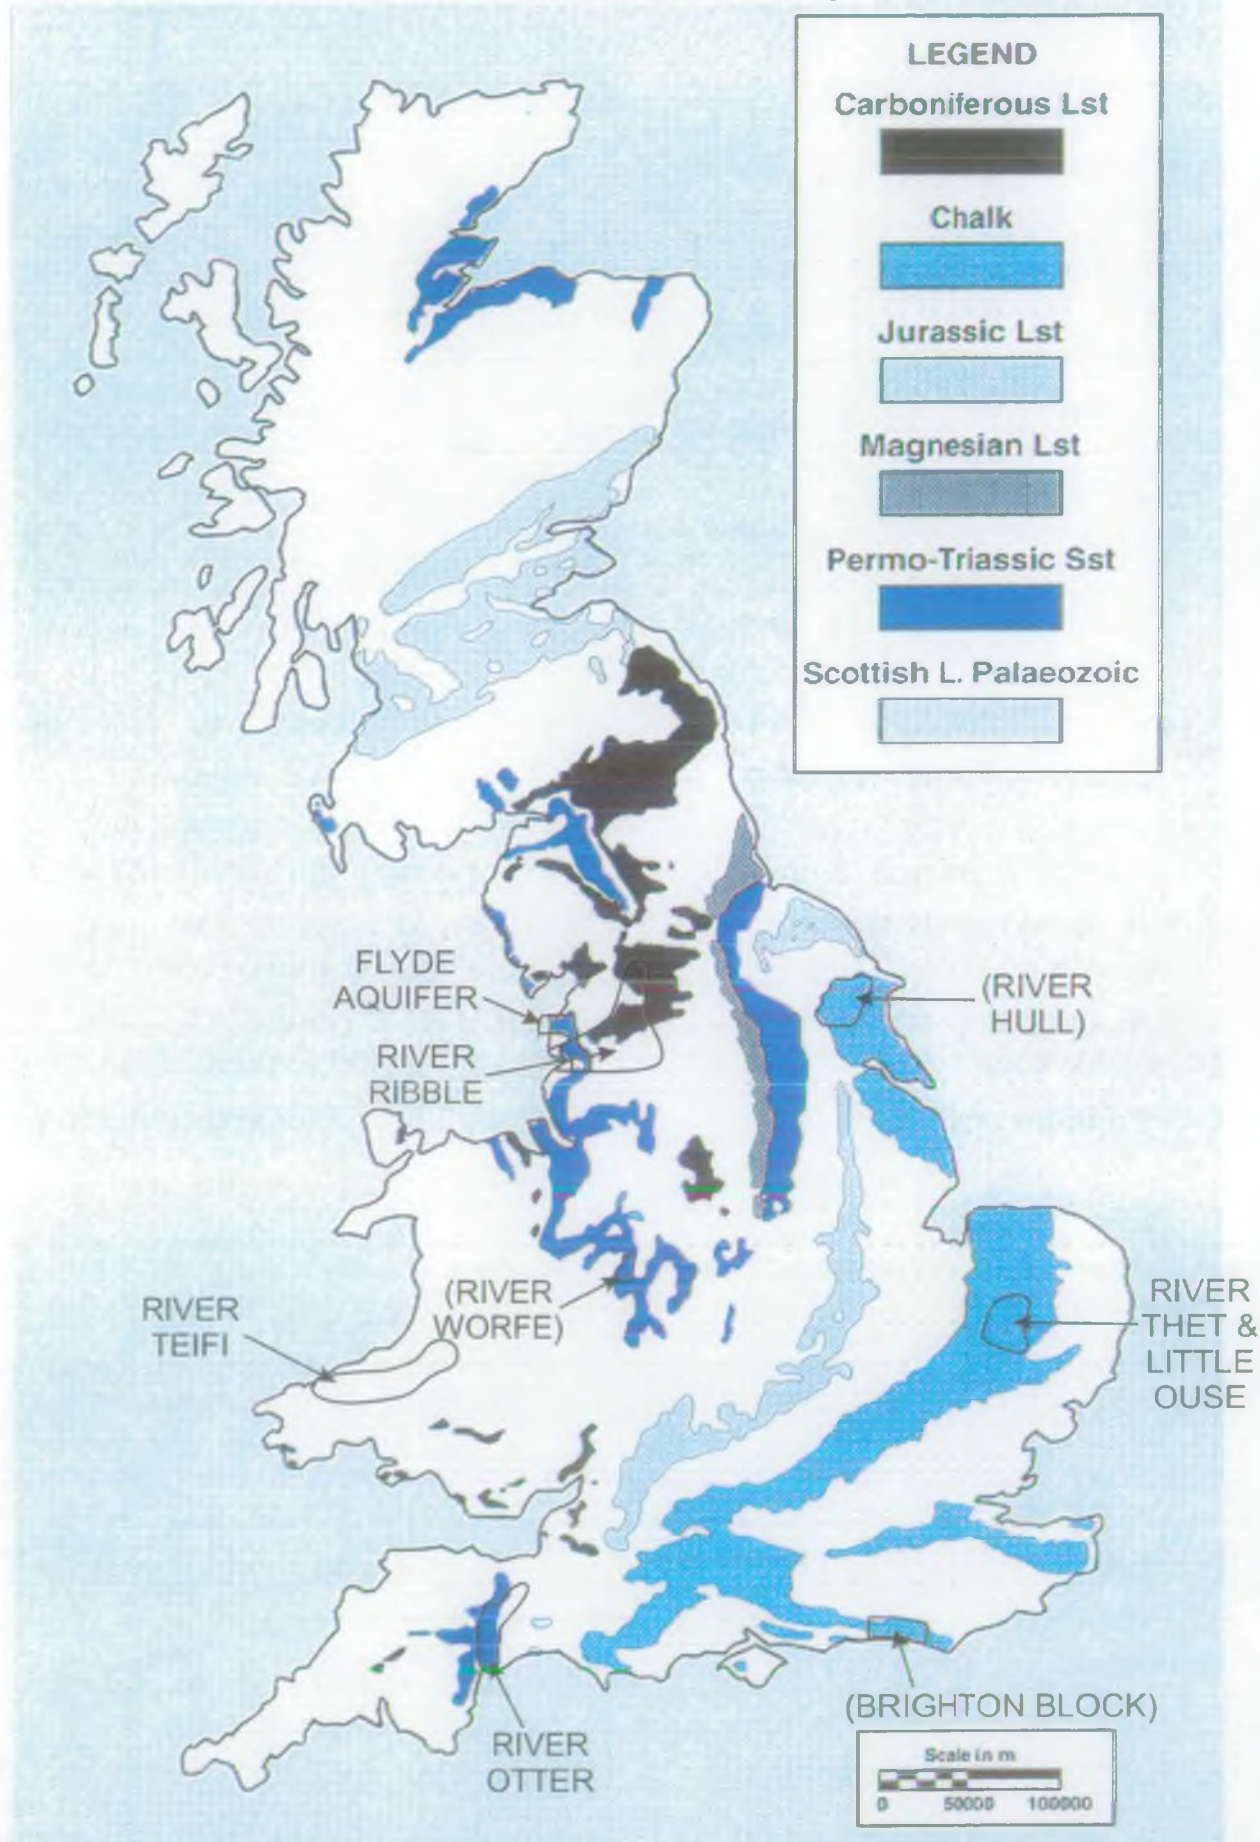 LEGEND
Carboniferous Lst
Chalk
Jurassic Lst
Magnesian Lst
Permo-Triassic Sst
Scottish L. Palaeozoic
FLYDE
AQUIFER
(RIVER
HULL)
RIVER
RIBBLE
RIVER
TEIFI
(RIVER
WORFE)
RIVER
THET &
LITTLE
OUSE
(BRIGHTON BLOCK)
RIVER
OTTER
Scale in m
0 50000 100000